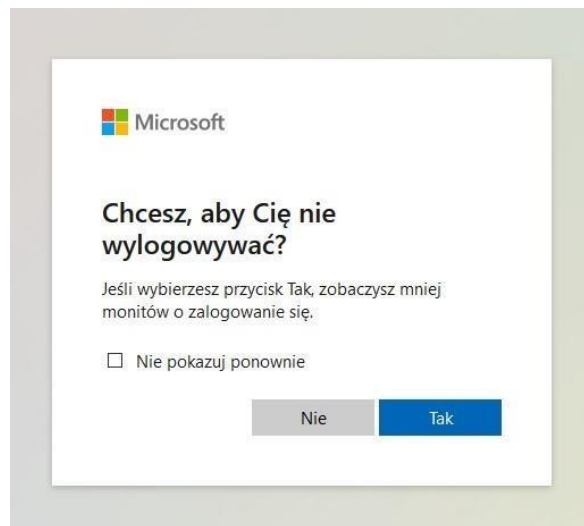 Microsoft
Chcesz, aby Cię nie
wylogowywać?
Jeśli wybierzesz przycisk Tak, zobaczysz mniej
monitów o zalogowanie się.
Nie pokazuj ponownie
Nie
Tak